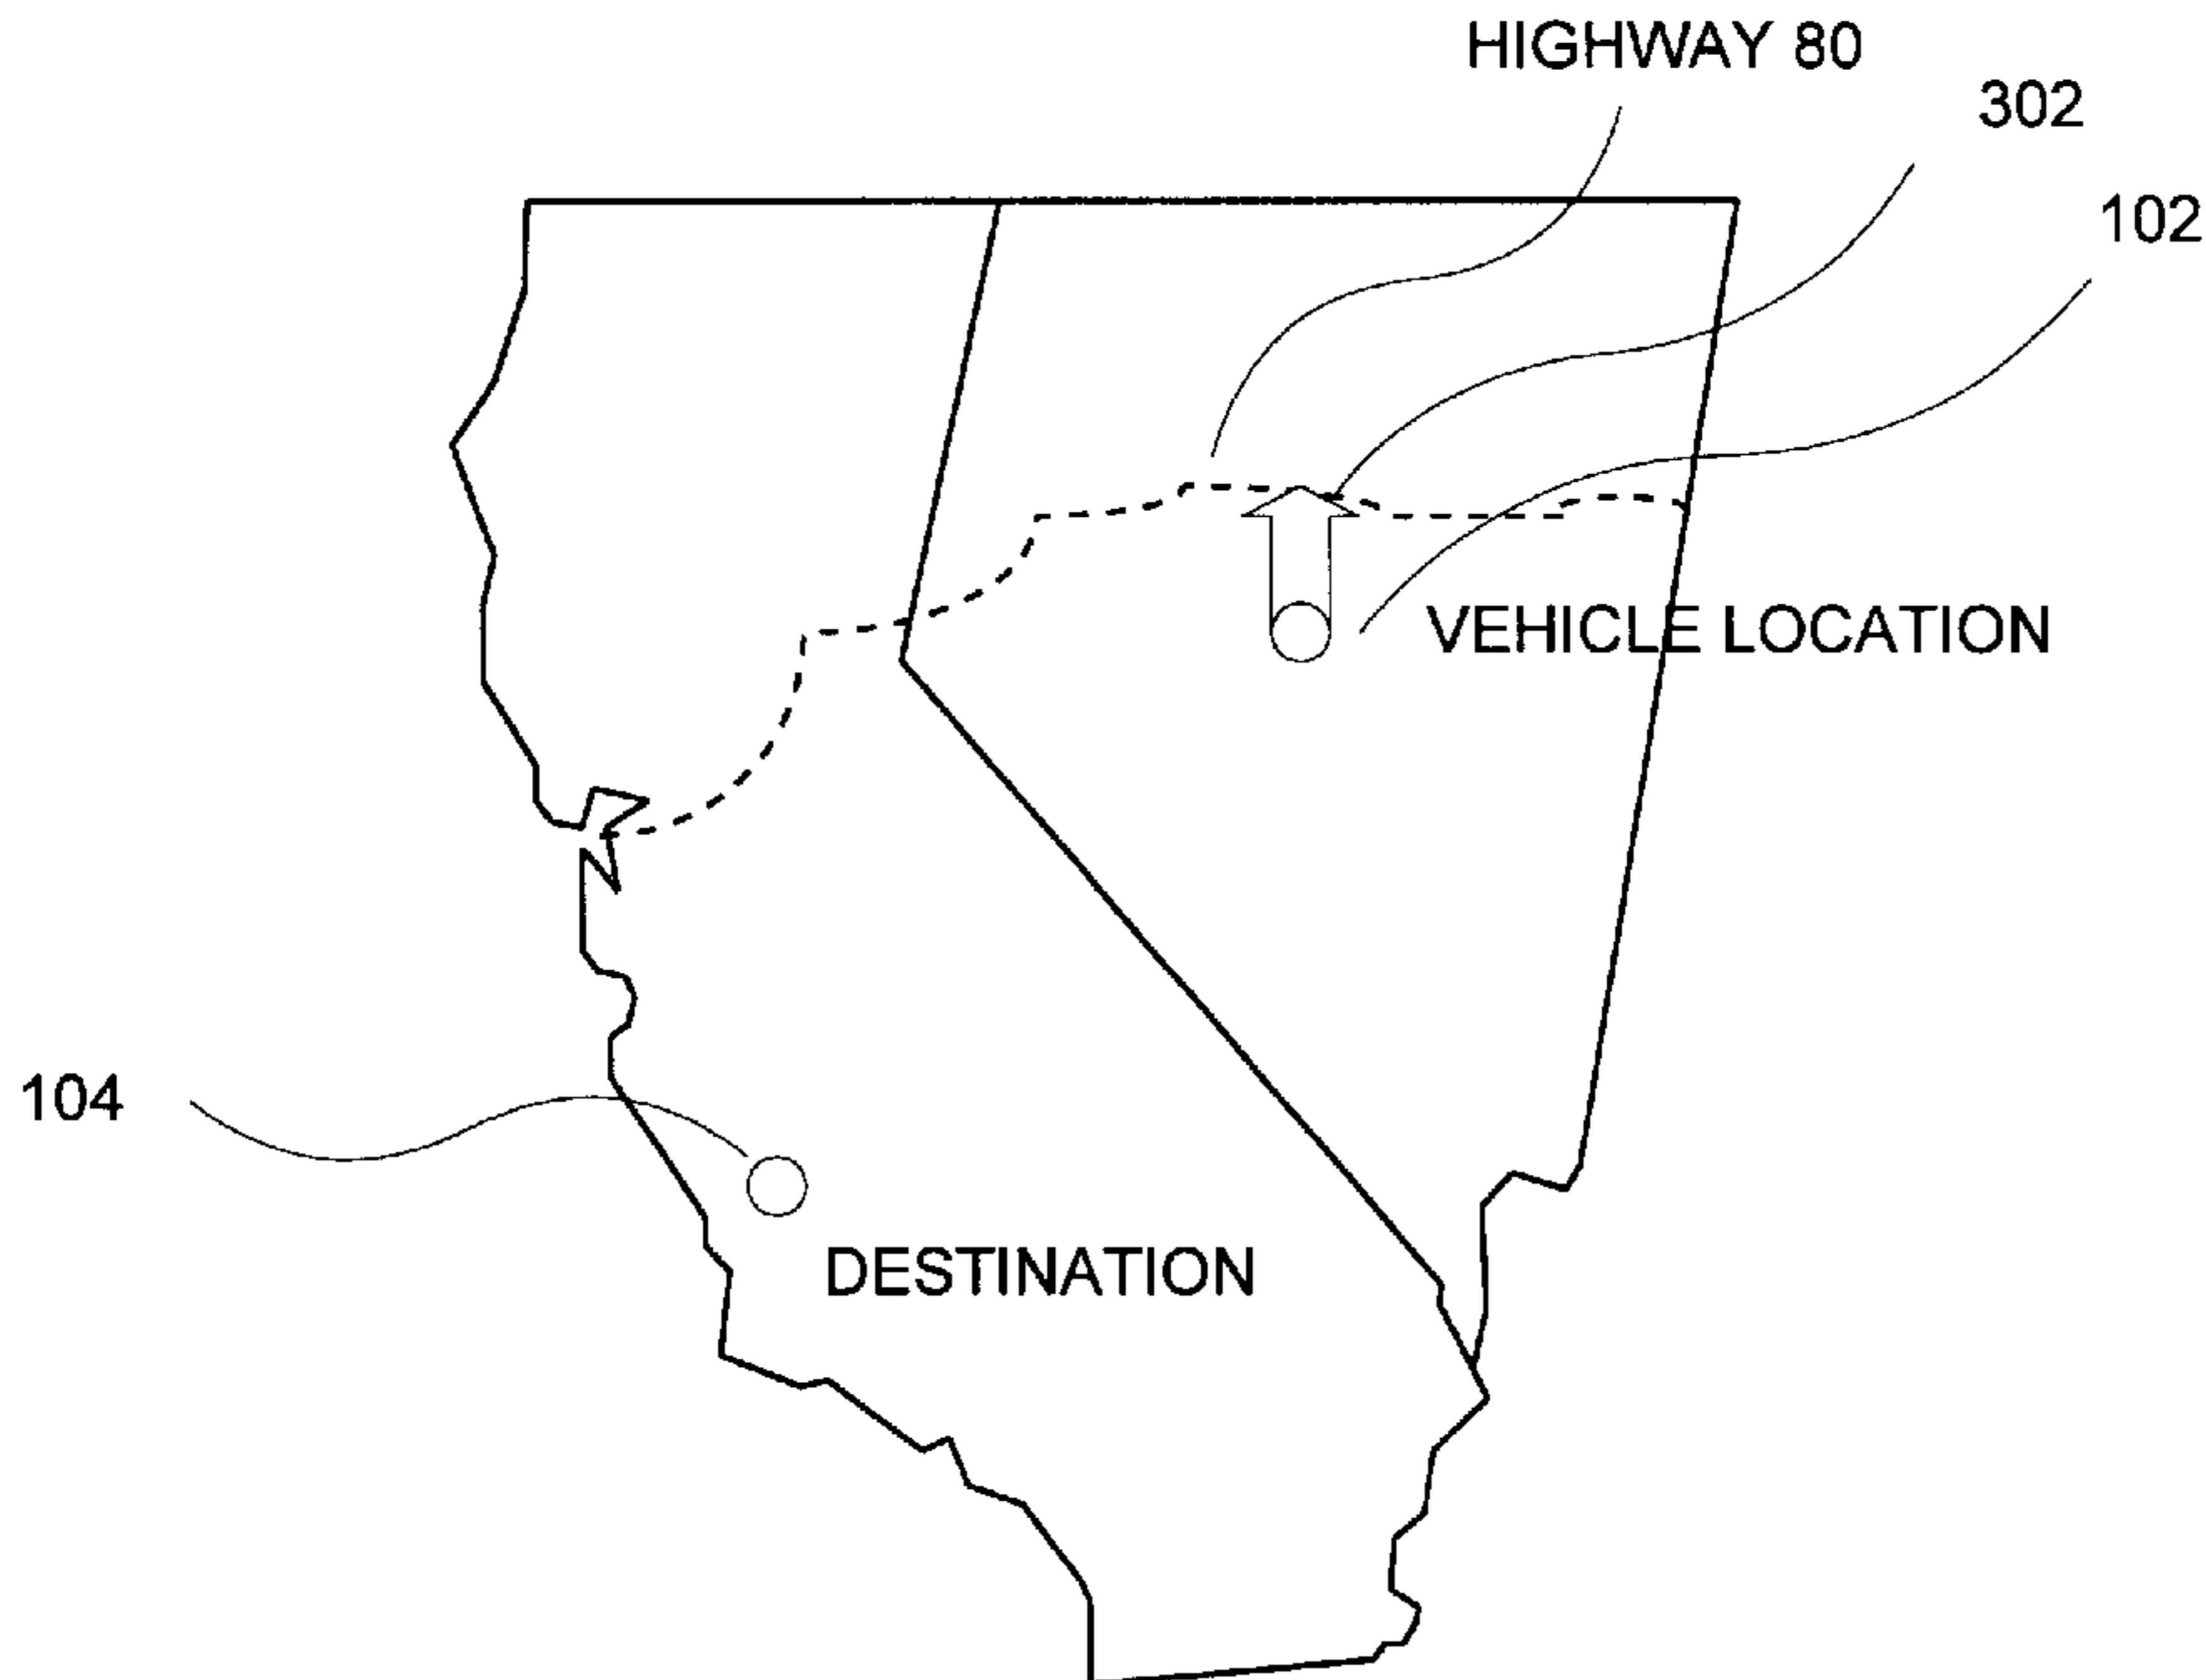 HIGHWAY 80
302
102
VEHICLE LOCATION
104
DESTINATION